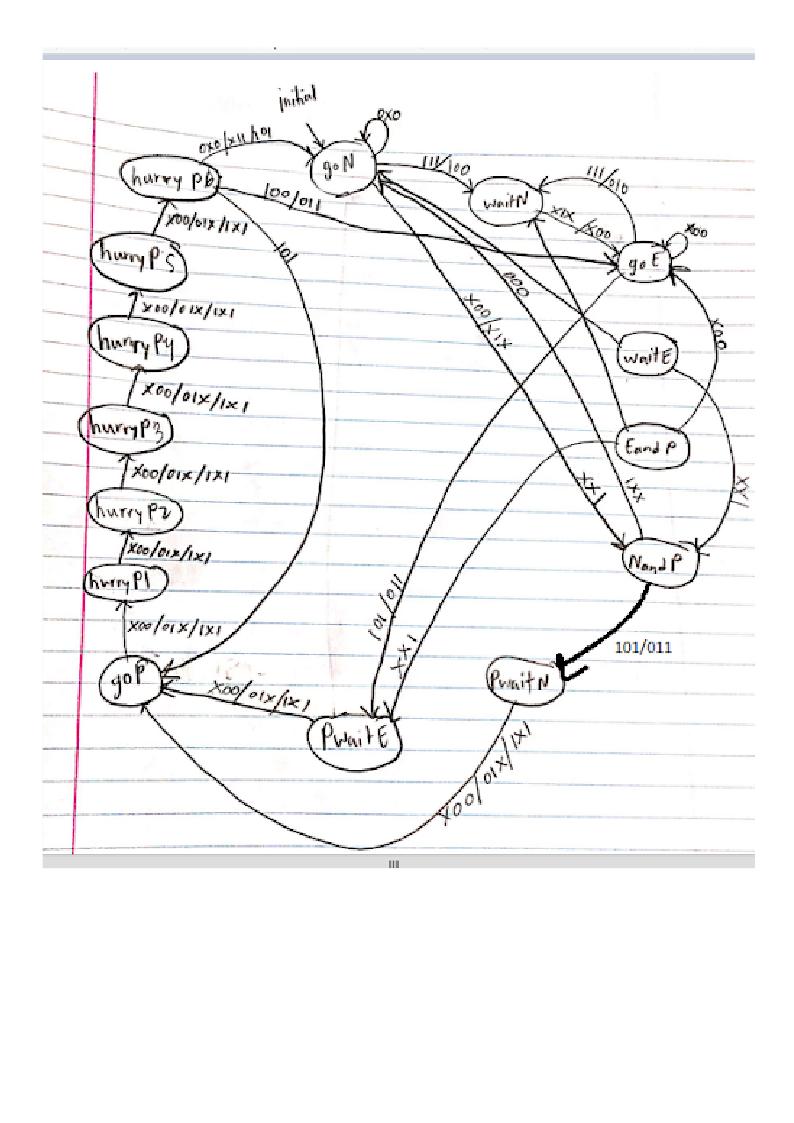 initial
0x0
0x0/x11/101
goN
111/100
111/010
hurry P6
100/011
waitN
x1x/x00
x00
goE
x00/01x/1x1
101
hurry P5
000
x00/x1x
x00
x00/01x/1x1
waitE
hurry P4
x00/01x/1x1
hurry P3
EandP
x00/01x/1x1
xx1
xx1
xx1
hurry P2
x00/01x/1x1
NandP
hurry P1
101/011
x00/01x/1x1
xx1
101/011
goP
x00/01x/1x1
PwaitN
PwaitE
x00/01x/1x1